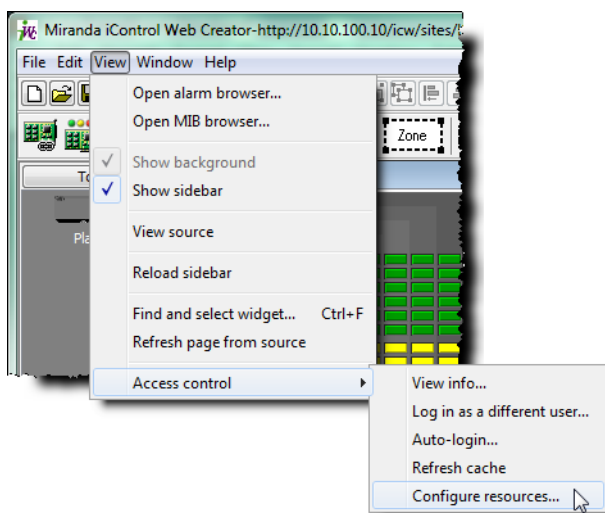 Miranda iControl Web Creator-http://10.10.100.10/icw/sites/
File Edit View Window Help
Open alarm browser...
Open MIB browser...
Zone
Show background
Show sidebar
View source
Reload sidebar
Find and select widget... Ctrl+F
Refresh page from source
Access control
View info...
Log in as a different user...
Auto-login...
Refresh cache
Configure resources...